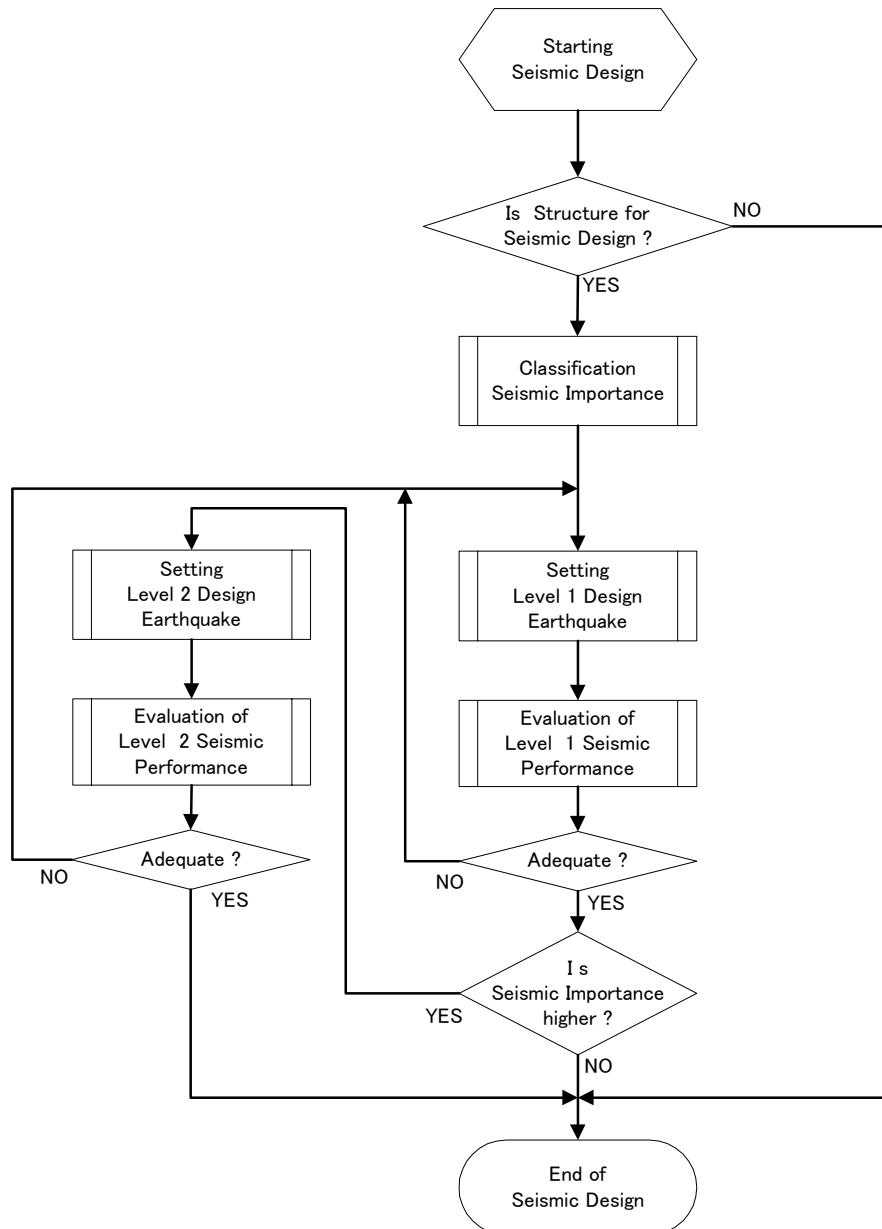 Starting
Seismic Design
Is Structure for
Seismic Design ?
NO
YES
Classification
Seismic Importance
Setting
Level 2 Design
Earthquake
Setting
Level 1 Design
Earthquake
Evaluation of
Level 2 Seismic
Performance
Evaluation of
Level 1 Seismic
Performance
Adequate ?
NO
YES
Adequate ?
NO
YES
I s
Seismic Importance
higher ?
YES
NO
End of
Seismic Design